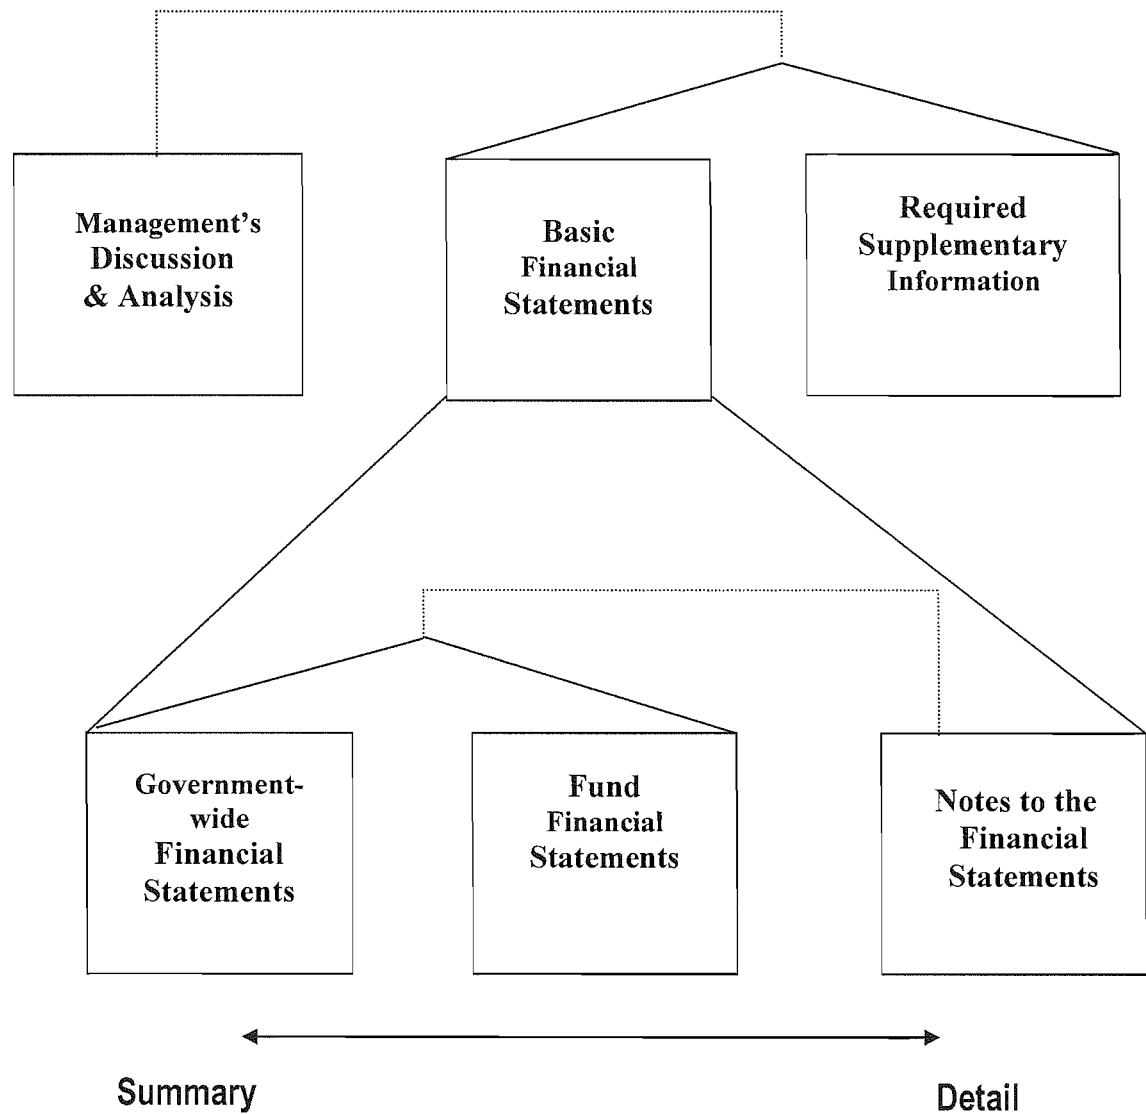 Management's
Discussion
& Analysis
Basic
Financial
Statements
Required
Supplementary
Information
Government-
wide
Financial
Statements
Fund
Financial
Statements
Notes to the
Financial
Statements
Summary
Detail